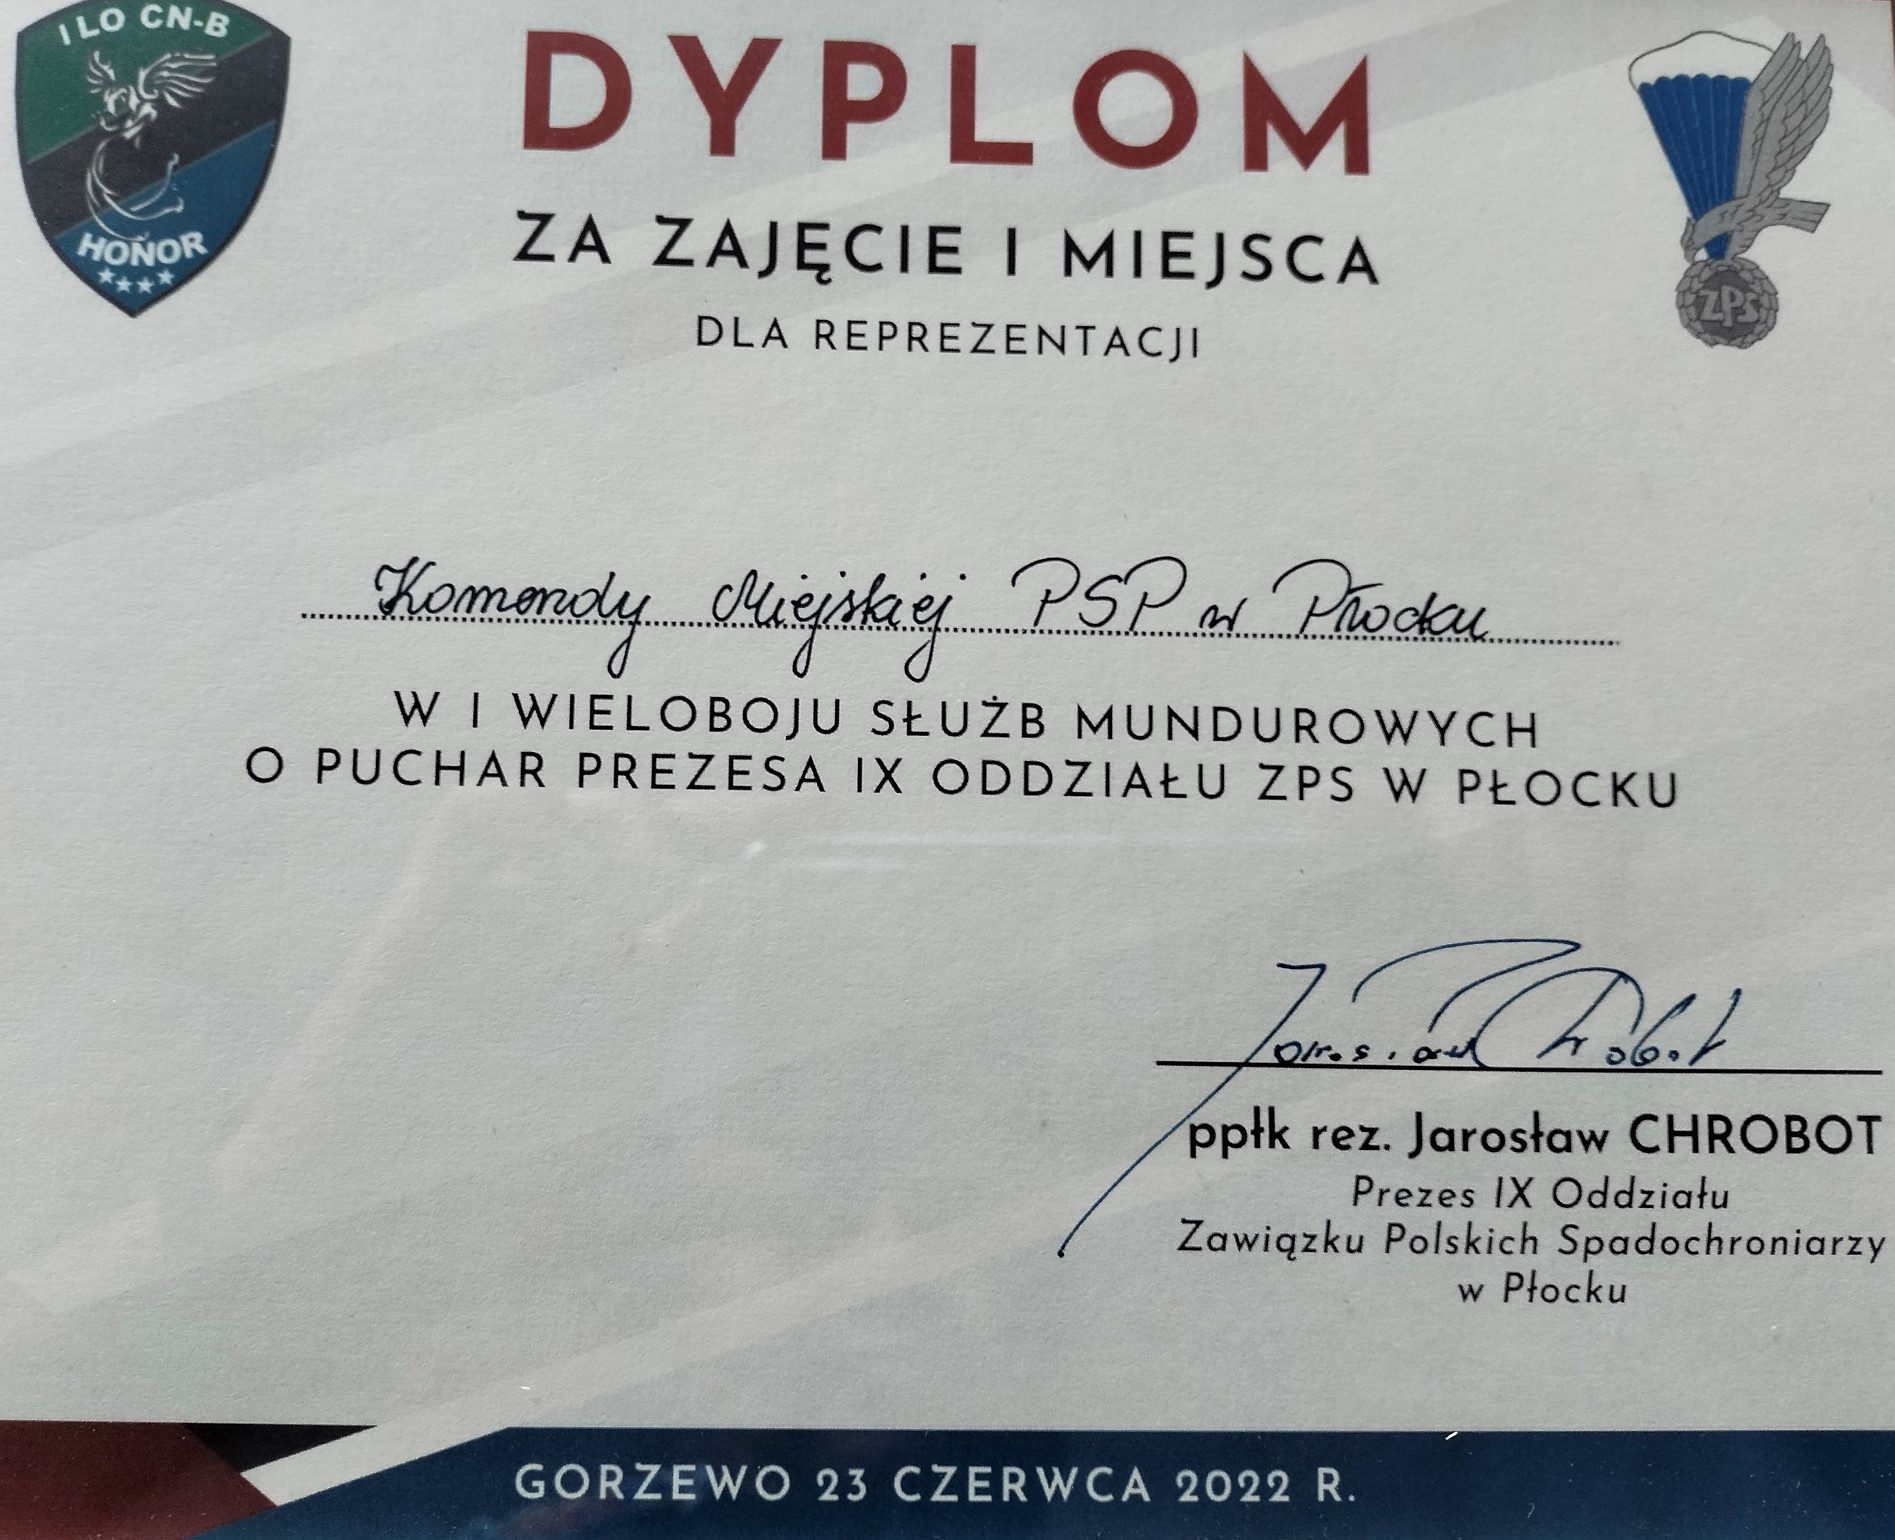 I LO CN-B
HONOR
DYPLOM
ZA ZAJĘCIE I MIEJSCA
DLA REPREZENTACJI
ZPS
Komendy Miejskiej PSP w Płocku
W I WIELOBOJU SŁUŻB MUNDUROWYCH
O PUCHAR PREZESA IX ODDZIAŁU ZPS W PŁOCKU
Jarosław Chrobot
ppłk rez. Jarosław CHROBOT
Prezes IX Oddziału
Zawiązku Polskich Spadochroniarzy
w Płocku
GORZEWO 23 CZERWCA 2022 R.